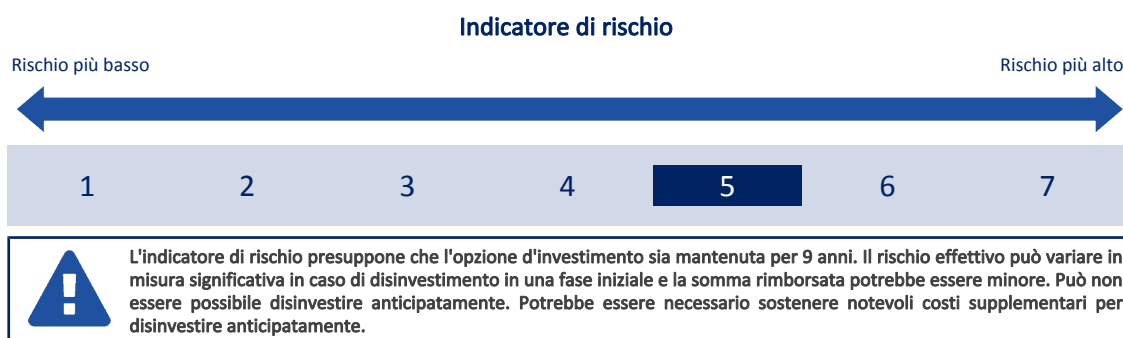 Indicatore di rischio
Rischio più basso
Rischio più alto
1 2 3 4 5 6 7
L'indicatore di rischio presuppone che l'opzione d'investimento sia mantenuta per 9 anni. Il rischio effettivo può variare in
misura significativa in caso di disinvestimento in una fase iniziale e la somma rimborsata potrebbe essere minore. Può non
essere possibile disinvestire anticipatamente. Potrebbe essere necessario sostenere notevoli costi supplementari per
disinvestire anticipatamente.